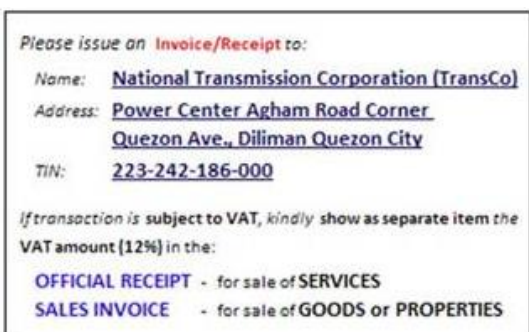 Please issue an Invoice/Receipt to:
Name: National Transmission Corporation (TransCo)
Address: Power Center Agham Road Corner
Quezon Ave., Diliman Quezon City
TIN: 223-242-186-000
If transaction is subject to VAT, kindly show as separate item the
VAT amount (12%) in the:
OFFICIAL RECEIPT - for sale of SERVICES
SALES INVOICE - for sale of GOODS or PROPERTIES